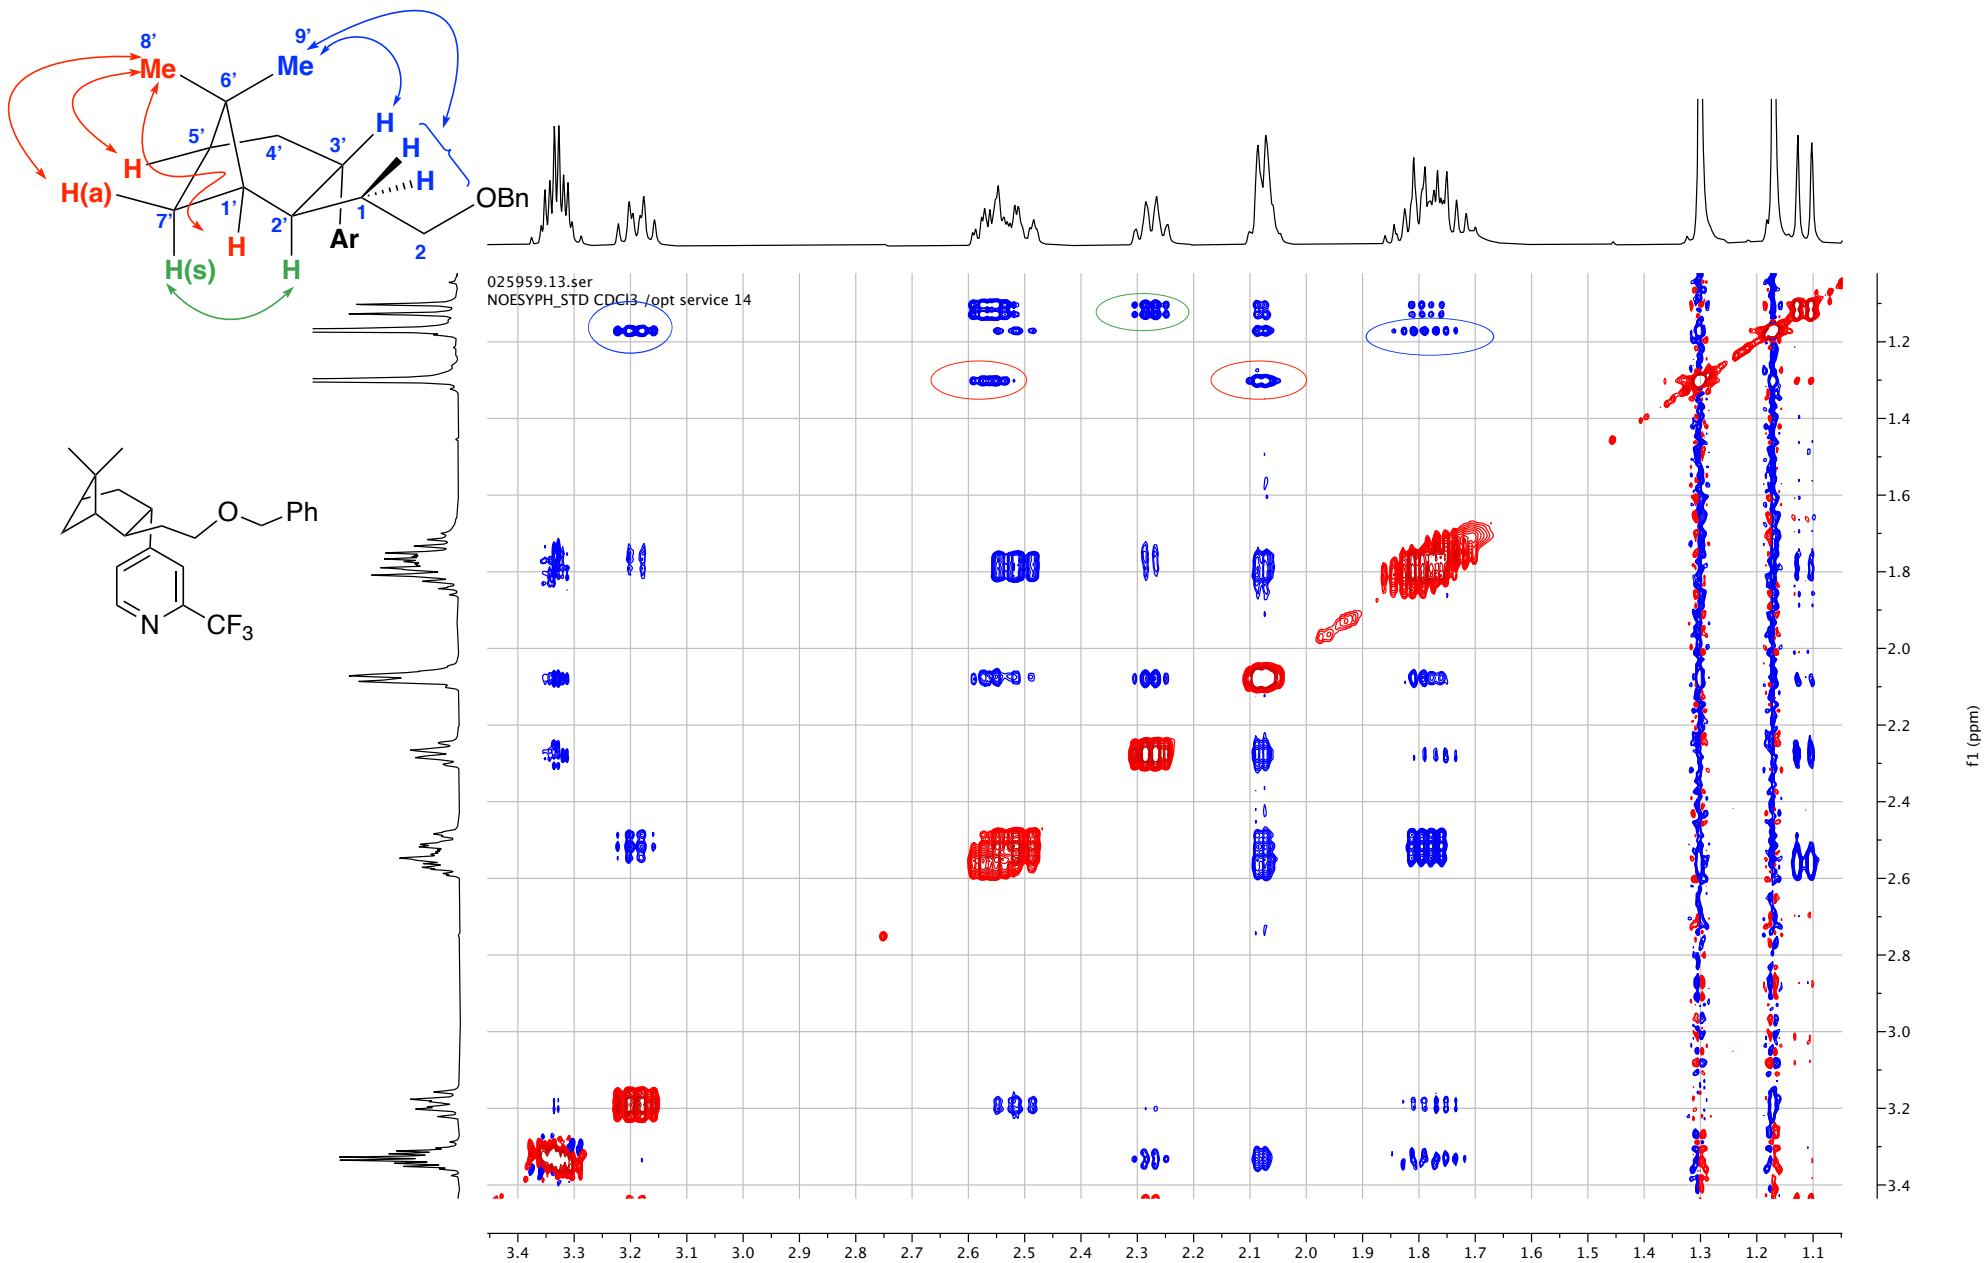 8’
9’
Me
Me
6’
H
5’
3’
4’
H
H
H
H(a)
OBn
7’
1’
2’
1
H
Ar
2
H(s)
H
025959.13.ser
NOESYPH_STD CDCl3 /opt service 14
1.2
1.4
1.6
1.8
2.0
2.2
2.4
2.6
2.8
3.0
3.2
3.4
f1 (ppm)
O
Ph
N
CF3
3.4 3.3 3.2 3.1 3.0 2.9 2.8 2.7 2.6 2.5 2.4 2.3 2.2 2.1 2.0 1.9 1.8 1.7 1.6 1.5 1.4 1.3 1.2 1.1